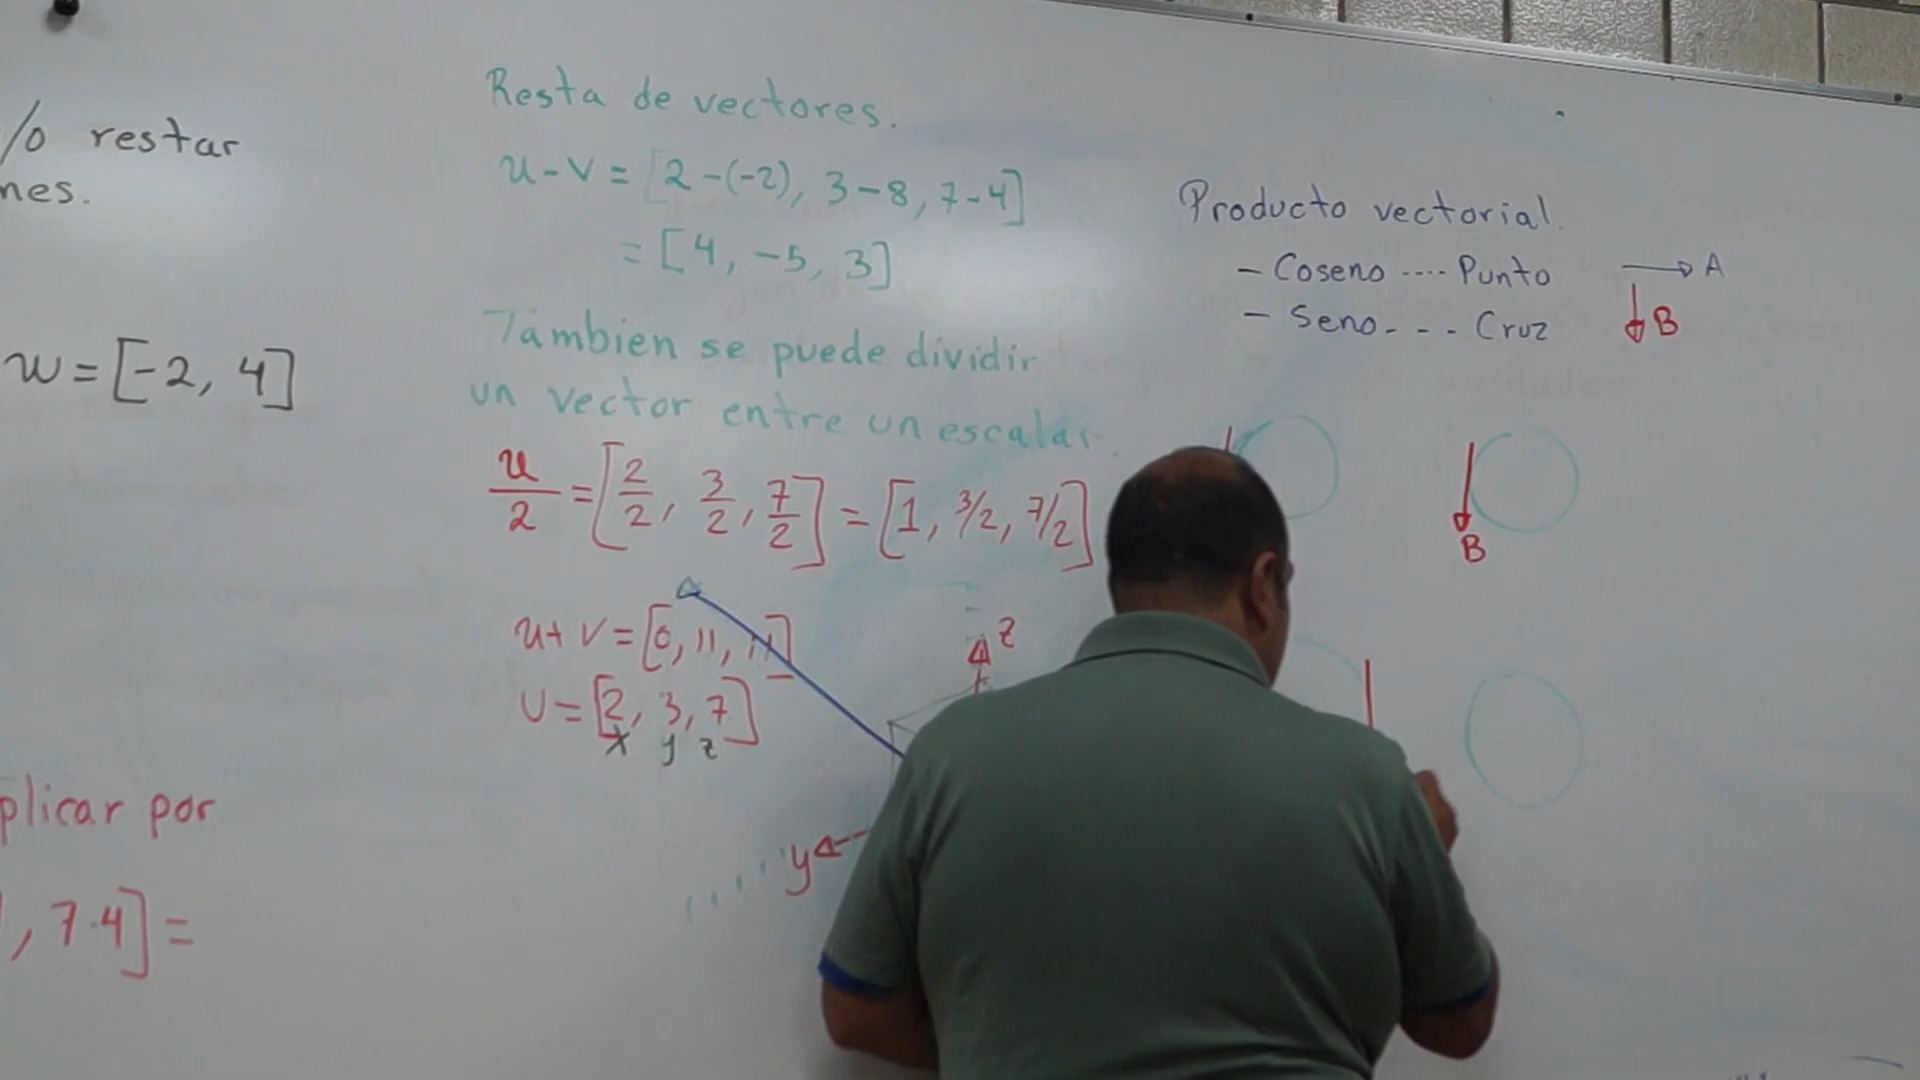 /o restar
nes.
w = [-2, 4]
plicar por
, 7·4] =
Resta de vectores.
u - v = [2-(-2), 3-8, 7-4]
= [4, -5, 3]
Tambien se puede dividir
un vector entre un escalar.
u/2 = [2/2, 3/2, 7/2] = [1, 3/2, 7/2]
u + v = [0, 11, 11]
U = [2, 3, 7]
x y z
z
y
Producto vectorial.
- Coseno .... Punto
- Seno - - - Cruz
A
B
B